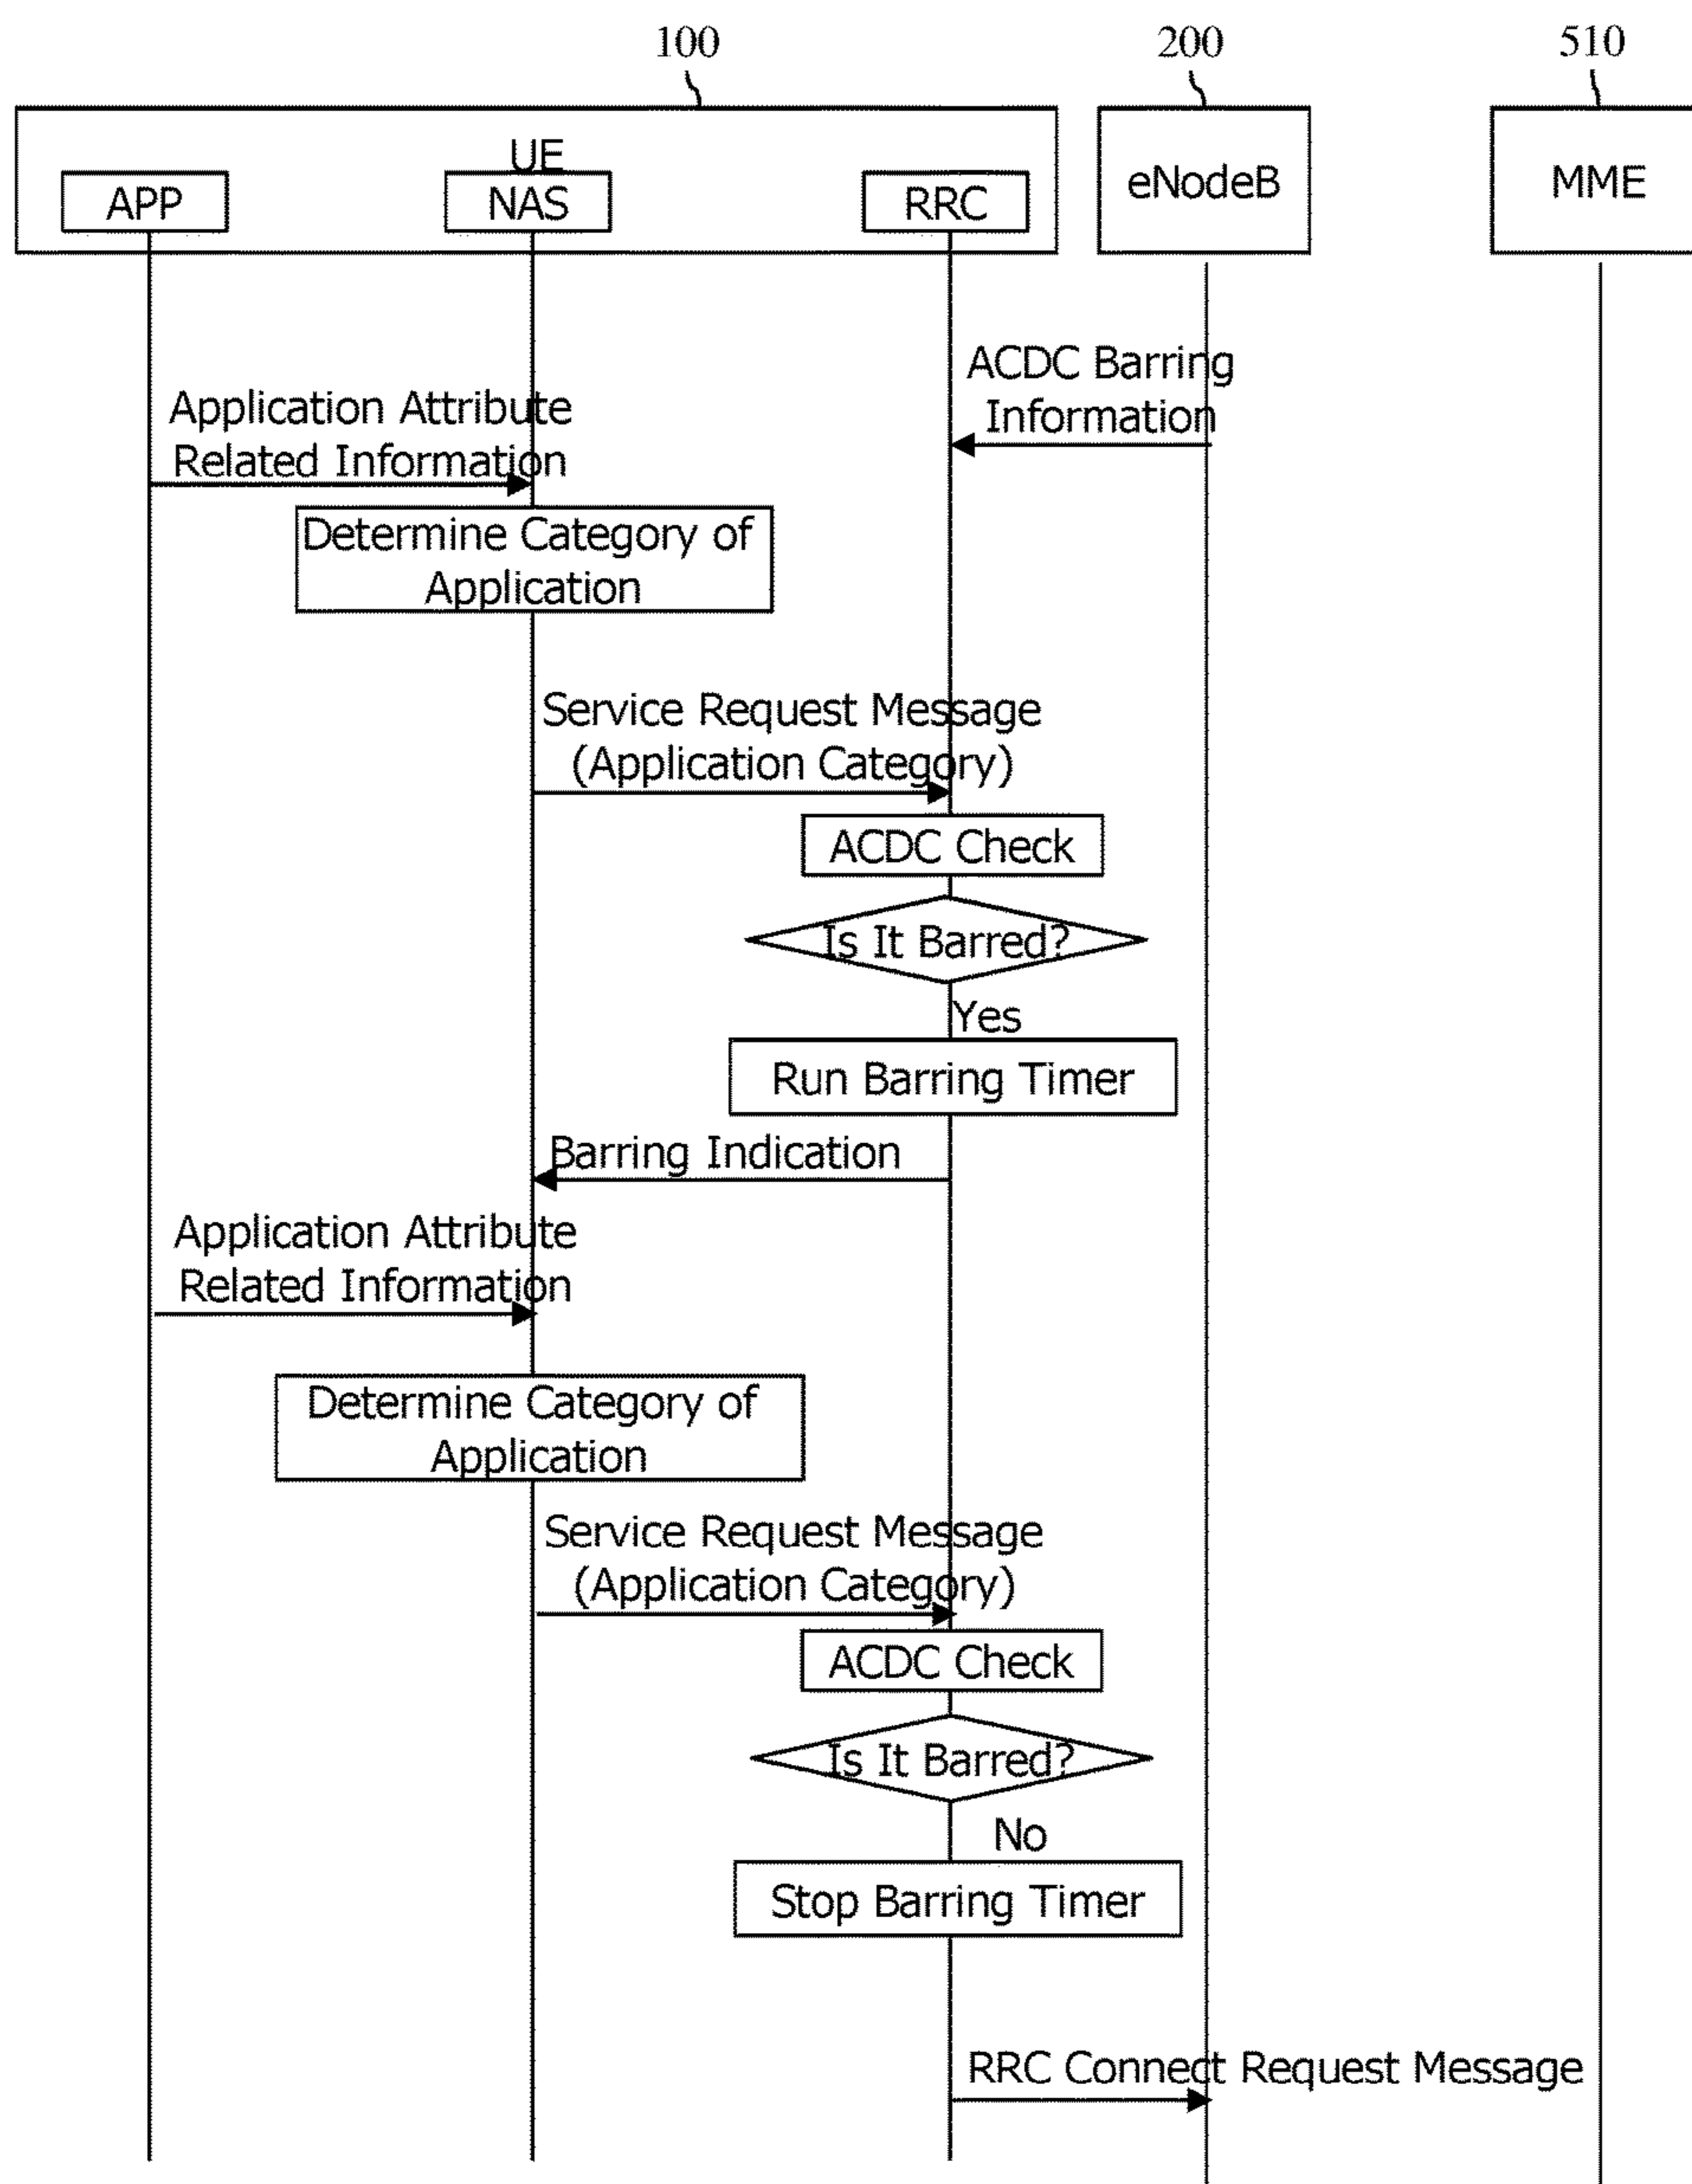 100
200
510
UE
APP
NAS
RRC
eNodeB
MME
ACDC Barring
Information
Application Attribute
Related Information
Determine Category of
Application
Service Request Message
(Application Category)
ACDC Check
Is It Barred?
Yes
Run Barring Timer
Barring Indication
Application Attribute
Related Information
Determine Category of
Application
Service Request Message
(Application Category)
ACDC Check
Is It Barred?
No
Stop Barring Timer
RRC Connect Request Message